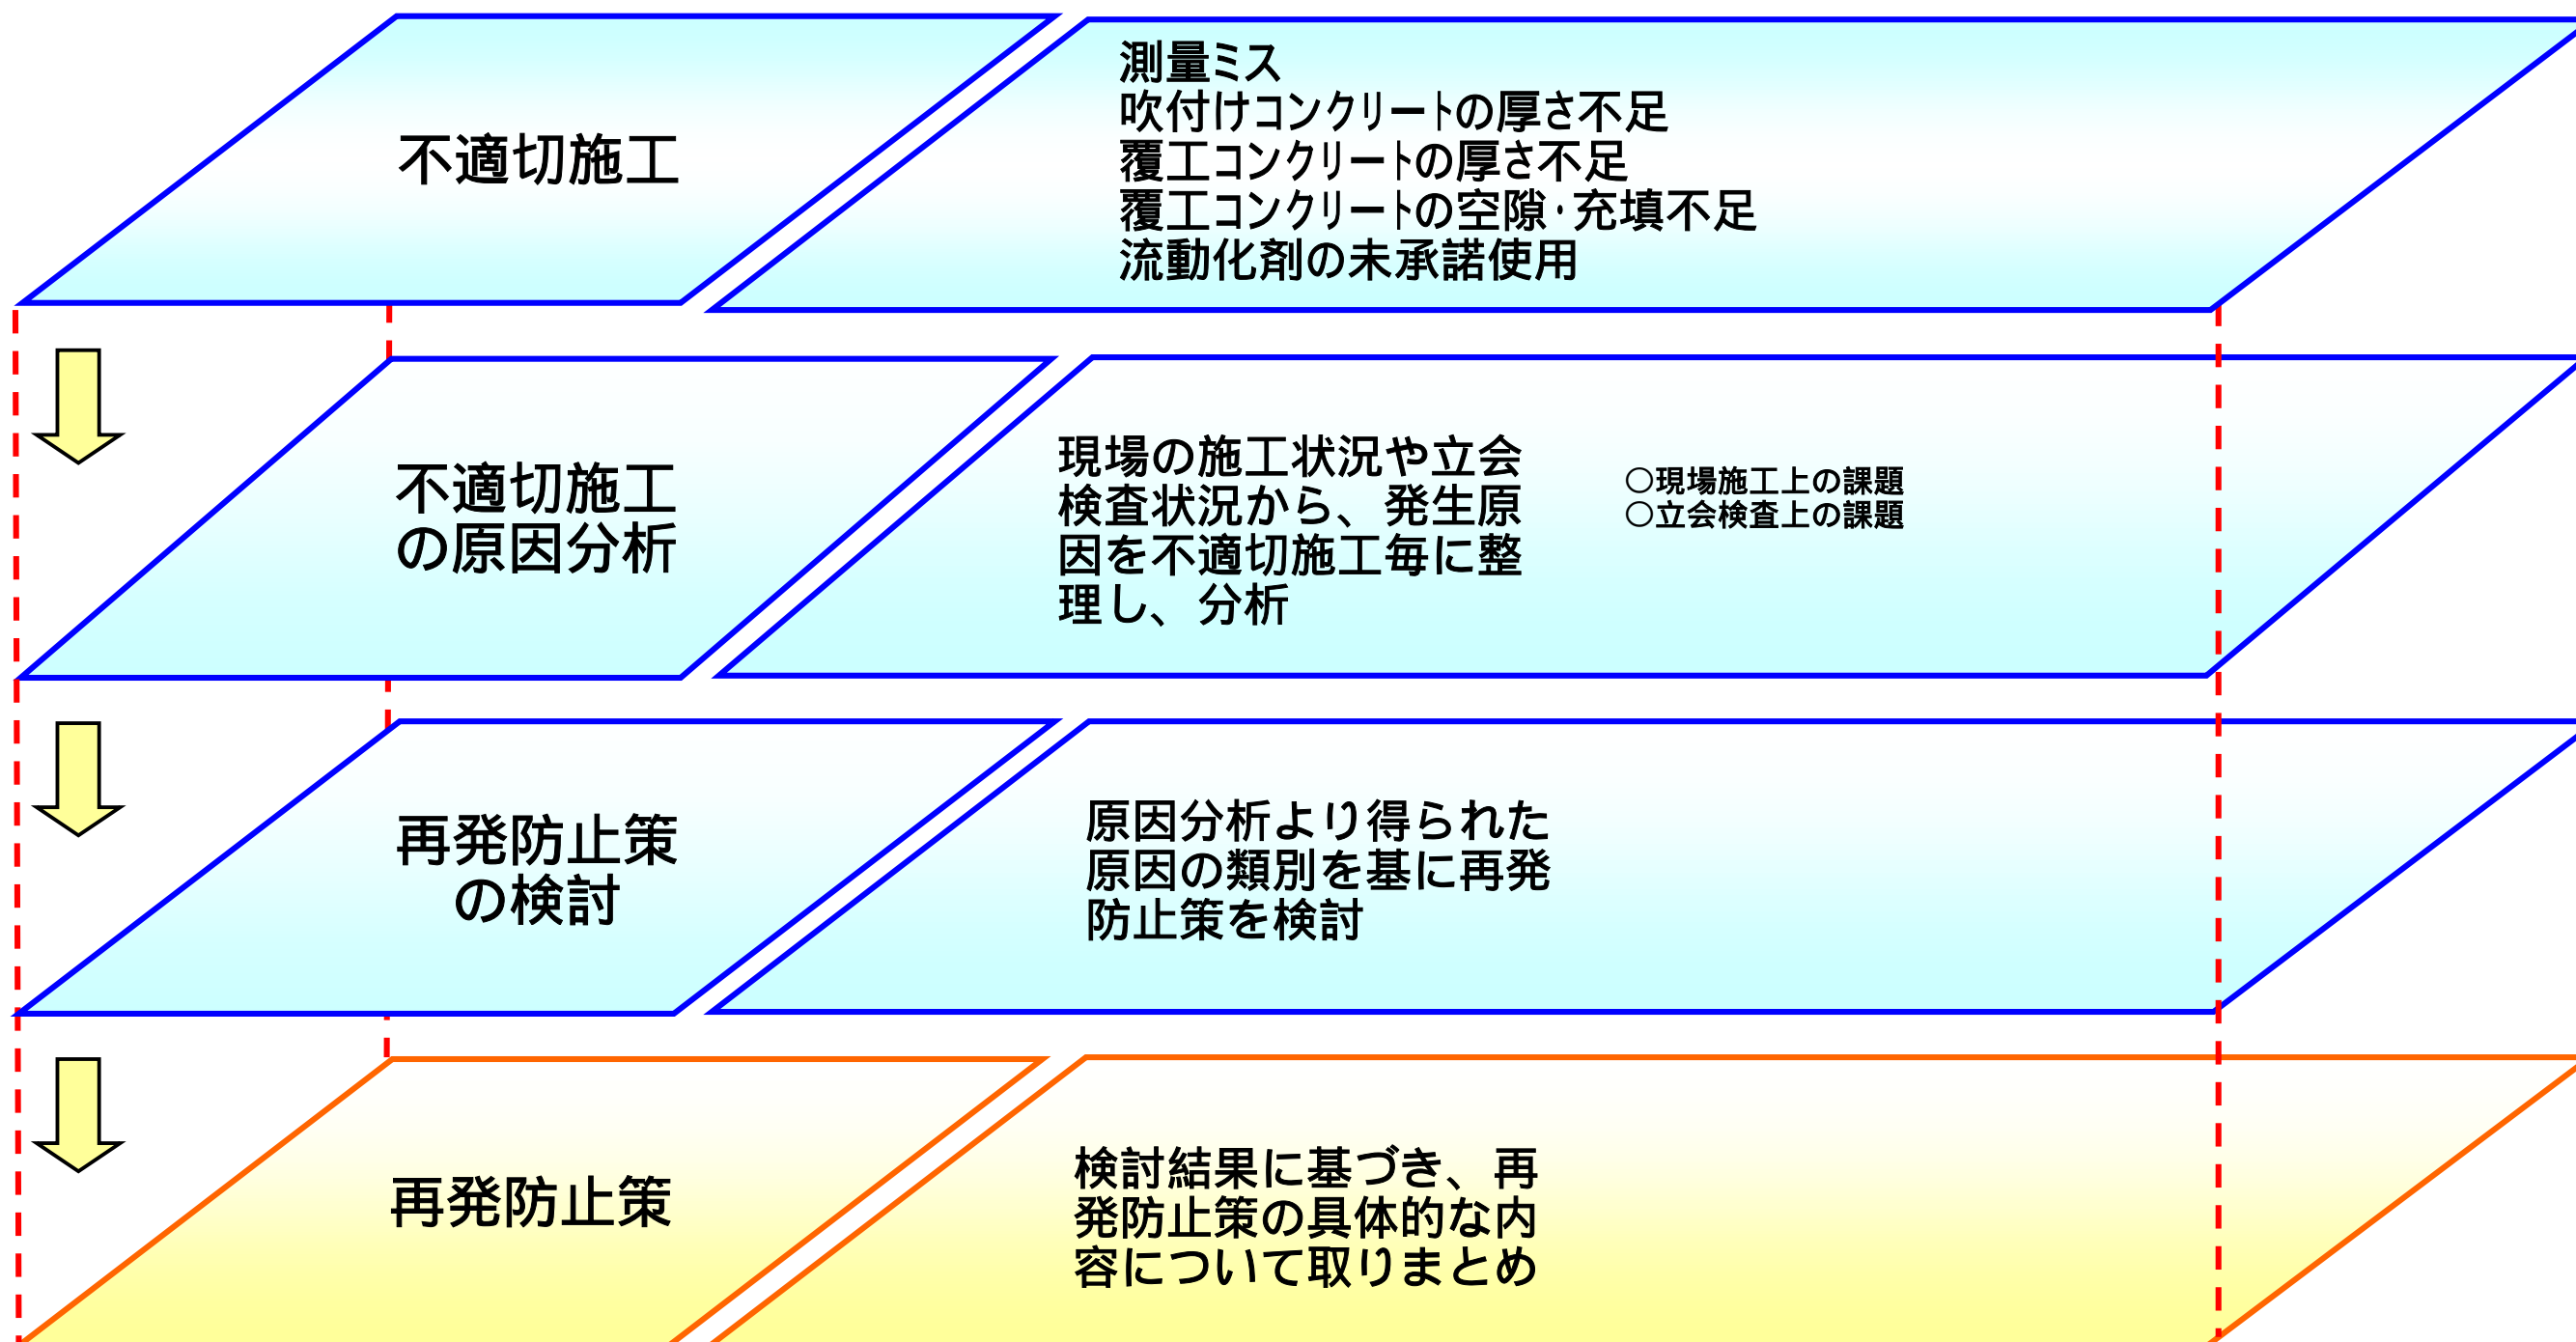 不適切施工
測量ミス
吹付けコンクリートの厚さ不足
覆工コンクリートの厚さ不足
覆工コンクリートの空隙・充填不足
流動化剤の未承諾使用
不適切施工
の原因分析
現場の施工状況や立会
検査状況から、発生原
因を不適切施工毎に整
理し、分析
○現場施工上の課題
○立会検査上の課題
再発防止策
の検討
原因分析より得られた
原因の類別を基に再発
防止策を検討
再発防止策
検討結果に基づき、再
発防止策の具体的な内
容について取りまとめ